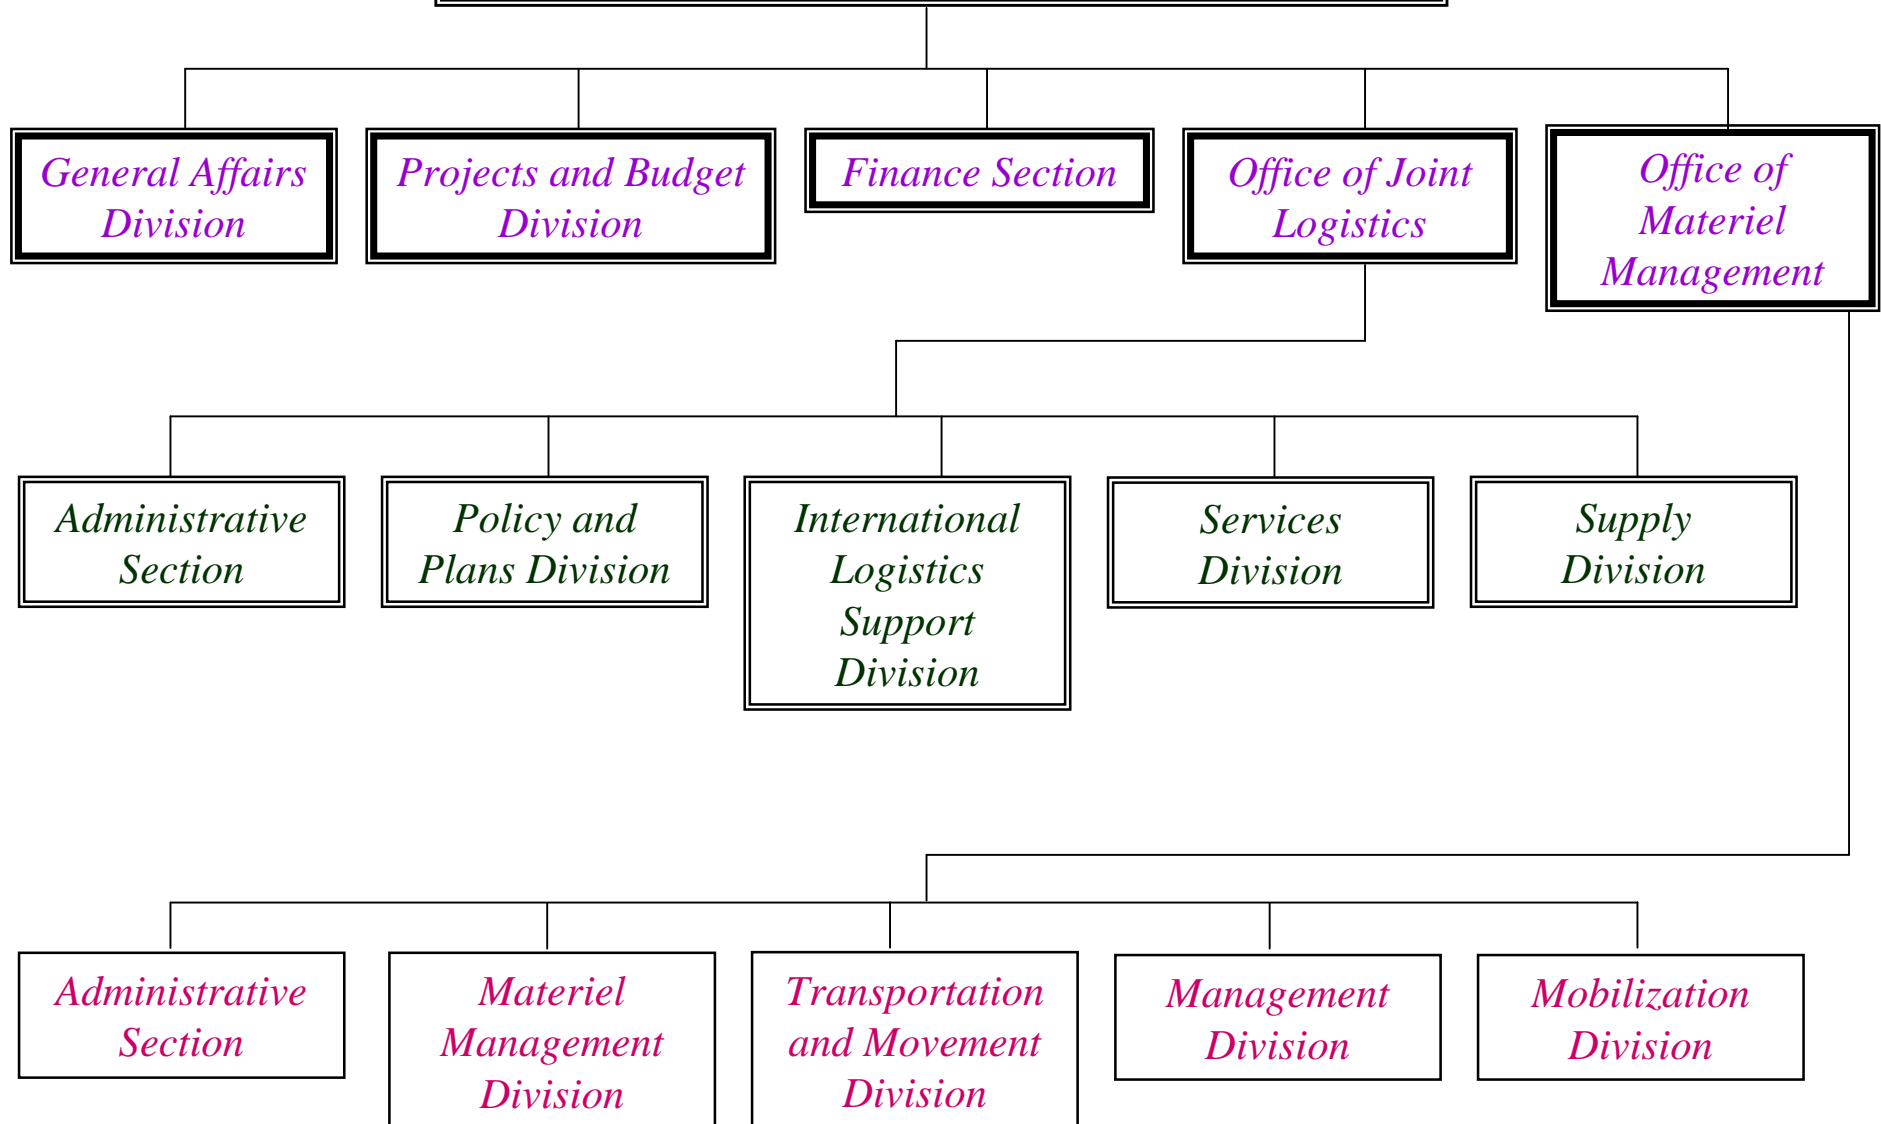 General Affairs
Division
Projects and Budget
Division
Finance Section
Office of Joint
Logistics
Office of
Materiel
Management
Administrative
Section
Policy and
Plans Division
International
Logistics
Support
Division
Services
Division
Supply
Division
Administrative
Section
Materiel
Management
Division
Transportation
and Movement
Division
Management
Division
Mobilization
Division